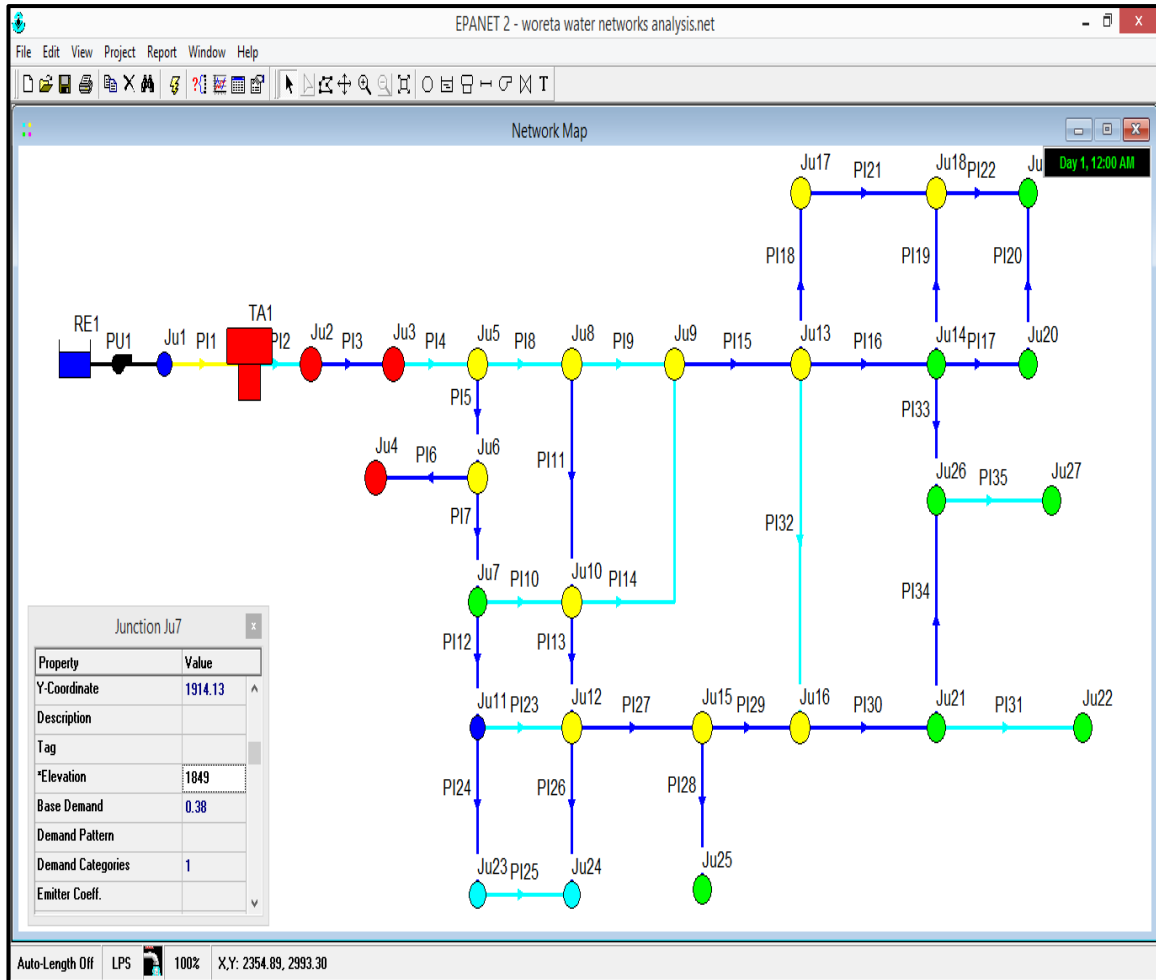 EPANET 2 - woreta water networks analysis.net
File Edit View Project Report Window Help
T
Network Map
Day 1, 12:00 AM
Ju17 PI21 Ju18 PI22 Ju
PI18 PI19 PI20
RE1 PU1 Ju1 PI1 TA1 PI2 Ju2 PI3 Ju3 PI4 Ju5 PI8 Ju8 PI9 Ju9 PI15 Ju13 PI16 Ju14 PI17 Ju20
PI5 PI33
Ju4 PI6 Ju6 PI11 Ju26 PI35 Ju27
PI7 PI32
Ju7 PI10 Ju10 PI14 PI34
PI12 PI13
Ju11 PI23 Ju12 PI27 Ju15 PI29 Ju16 PI30 Ju21 PI31 Ju22
PI24 PI26 PI28
Ju23 PI25 Ju24 Ju25
Junction Ju7
Property Value
Y-Coordinate 1914.13
Description
Tag
*Elevation 1849
Base Demand 0.38
Demand Pattern
Demand Categories 1
Emitter Coeff.
Auto-Length Off LPS 100% X,Y: 2354.89, 2993.30